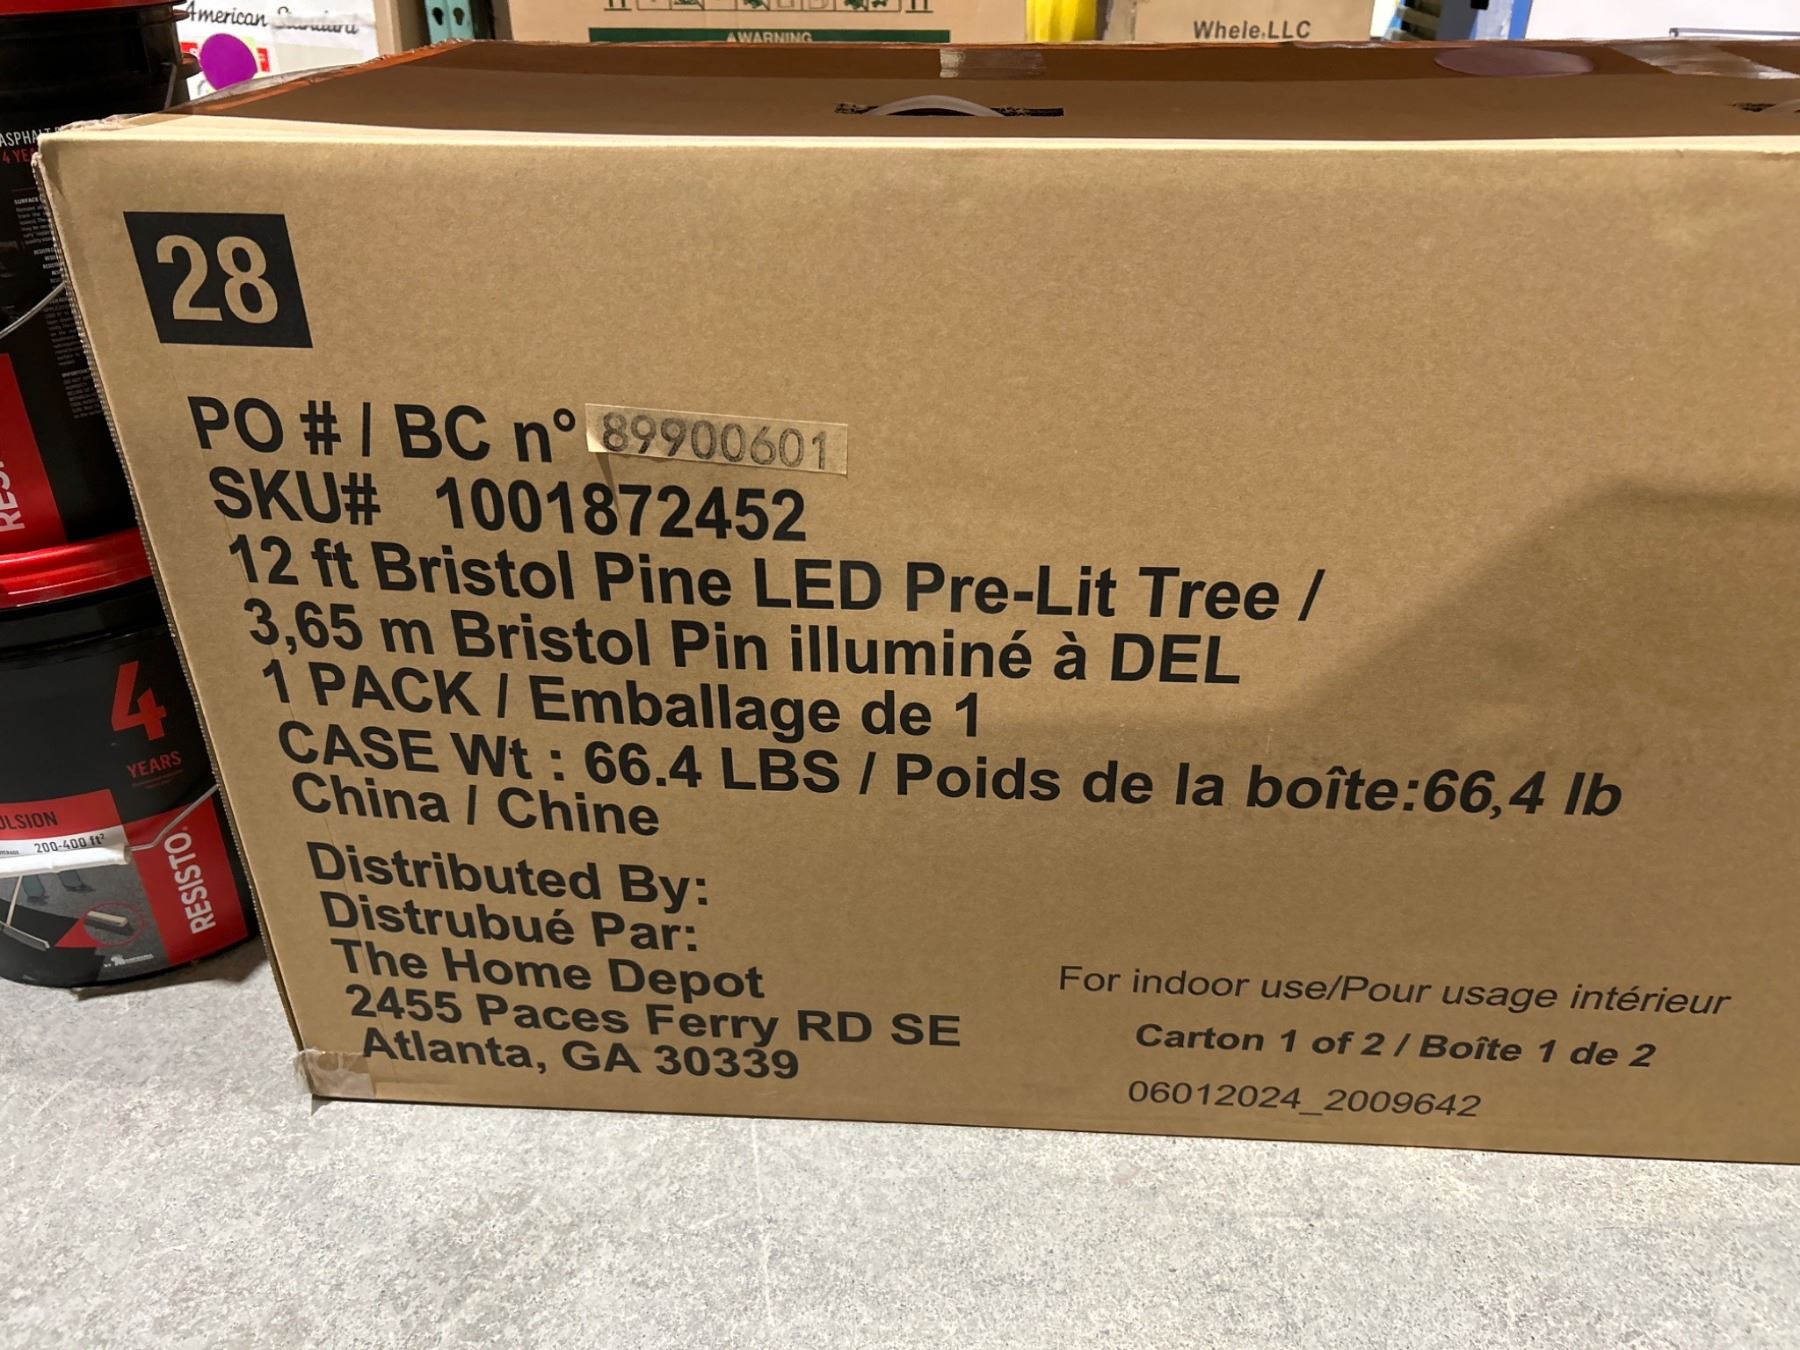 American Standard
WARNING
Whele.LLC
28
PO # / BC n° 89900601
SKU# 1001872452
12 ft Bristol Pine LED Pre-Lit Tree /
3,65 m Bristol Pin illuminé à DEL
1 PACK / Emballage de 1
CASE Wt : 66.4 LBS / Poids de la boîte:66,4 lb
China / Chine
Distributed By:
Distrubué Par:
The Home Depot
2455 Paces Ferry RD SE
Atlanta, GA 30339
For indoor use/Pour usage intérieur
Carton 1 of 2 / Boîte 1 de 2
06012024_2009642
4
YEARS
200-400 ft²
RESISTO